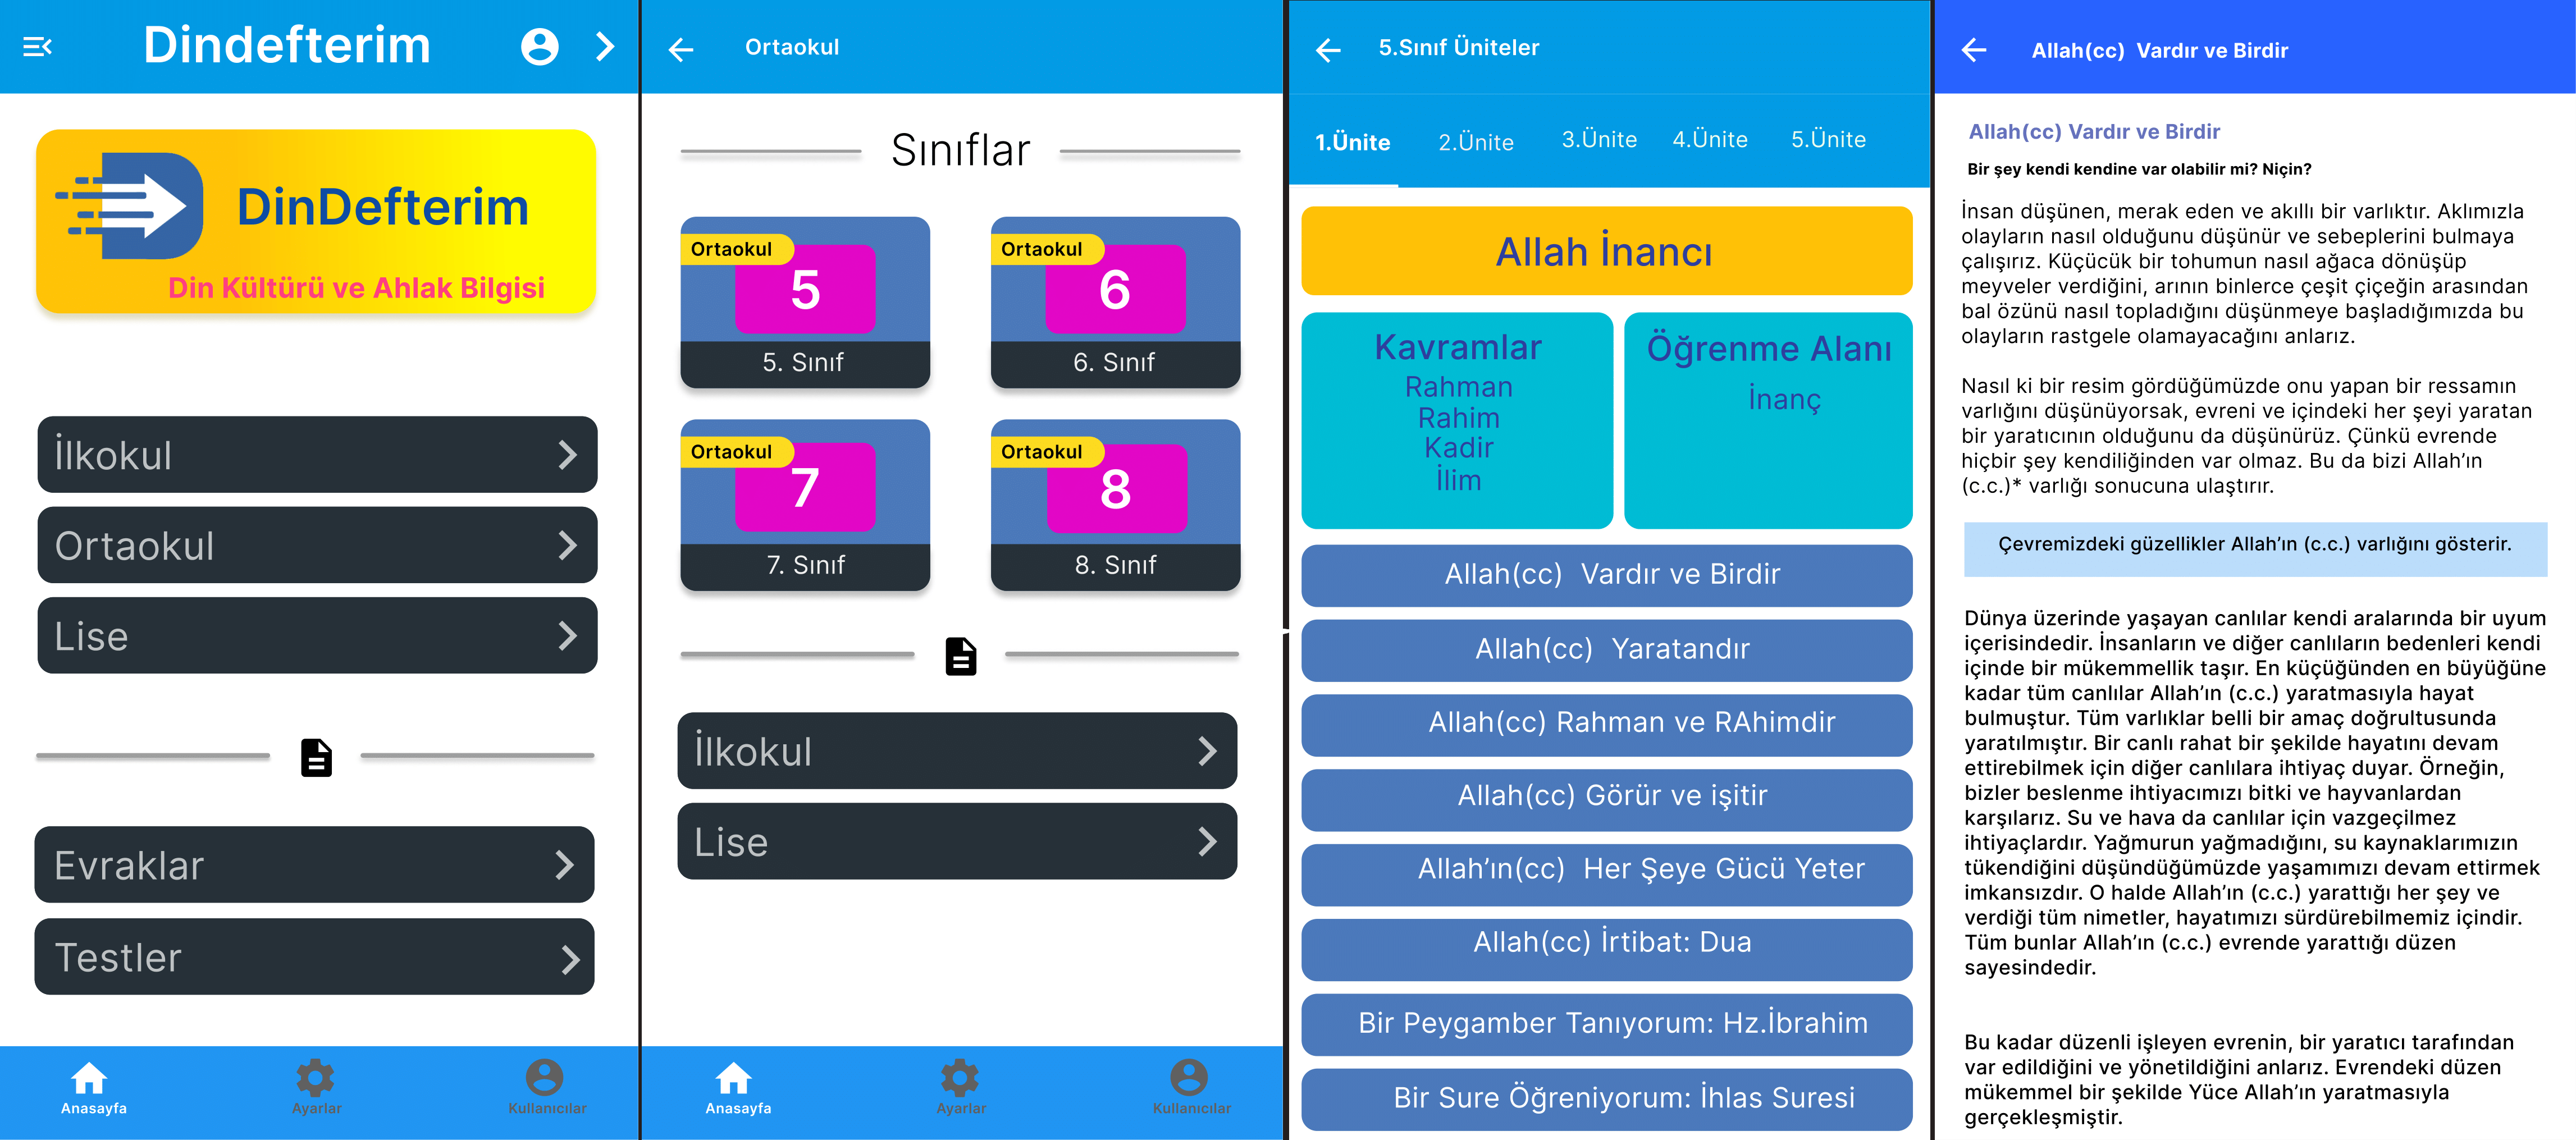 Dindefterim
DinDefterim
Din Kültürü ve Ahlak Bilgisi
İlkokul
Ortaokul
Lise
Evraklar
Testler
Anasayfa
Ayarlar
Kullanıcılar
Ortaokul
Sınıflar
Ortaokul
5
5. Sınıf
Ortaokul
6
6. Sınıf
Ortaokul
7
7. Sınıf
Ortaokul
8
8. Sınıf
İlkokul
Lise
Anasayfa
Ayarlar
Kullanıcılar
5.Sınıf Üniteler
1.Ünite 2.Ünite 3.Ünite 4.Ünite 5.Ünite
Allah İnancı
Kavramlar
Rahman
Rahim
Kadir
İlim
Öğrenme Alanı
İnanç
Allah(cc) Vardır ve Birdir
Allah(cc) Yaratandır
Allah(cc) Rahman ve RAhimdir
Allah(cc) Görür ve işitir
Allah'ın(cc) Her Şeye Gücü Yeter
Allah(cc) İrtibat: Dua
Bir Peygamber Tanıyorum: Hz.İbrahim
Bir Sure Öğreniyorum: İhlas Suresi
Allah(cc) Vardır ve Birdir
Allah(cc) Vardır ve Birdir
Bir şey kendi kendine var olabilir mi? Niçin?
İnsan düşünen, merak eden ve akıllı bir varlıktır. Aklımızla
olayların nasıl olduğunu düşünür ve sebeplerini bulmaya
çalışırız. Küçücük bir tohumun nasıl ağaca dönüşüp
meyveler verdiğini, arının binlerce çeşit çiçeğin arasından
bal özünü nasıl topladığını düşünmeye başladığımızda bu
olayların rastgele olamayacağını anlarız.
Nasıl ki bir resim gördüğümüzde onu yapan bir ressamın
varlığını düşünüyorsak, evreni ve içindeki her şeyi yaratan
bir yaratıcının olduğunu da düşünürüz. Çünkü evrende
hiçbir şey kendiliğinden var olmaz. Bu da bizi Allah'ın
(c.c.)* varlığı sonucuna ulaştırır.
Çevremizdeki güzellikler Allah'ın (c.c.) varlığını gösterir.
Dünya üzerinde yaşayan canlılar kendi aralarında bir uyum
içerisindedir. İnsanların ve diğer canlıların bedenleri kendi
içinde bir mükemmellik taşır. En küçüğünden en büyüğüne
kadar tüm canlılar Allah'ın (c.c.) yaratmasıyla hayat
bulmuştur. Tüm varlıklar belli bir amaç doğrultusunda
yaratılmıştır. Bir canlı rahat bir şekilde hayatını devam
ettirebilmek için diğer canlılara ihtiyaç duyar. Örneğin,
bizler beslenme ihtiyacımızı bitki ve hayvanlardan
karşılarız. Su ve hava da canlılar için vazgeçilmez
ihtiyaçlardır. Yağmurun yağmadığını, su kaynaklarımızın
tükendiğini düşündüğümüzde yaşamımızı devam ettirmek
imkansızdır. O halde Allah'ın (c.c.) yarattığı her şey ve
verdiği tüm nimetler, hayatımızı sürdürebilmemiz içindir.
Tüm bunlar Allah'ın (c.c.) evrende yarattığı düzen
sayesindedir.
Bu kadar düzenli işleyen evrenin, bir yaratıcı tarafından
var edildiğini ve yönetildiğini anlarız. Evrendeki düzen
mükemmel bir şekilde Yüce Allah'ın yaratmasıyla
gerçekleşmiştir.